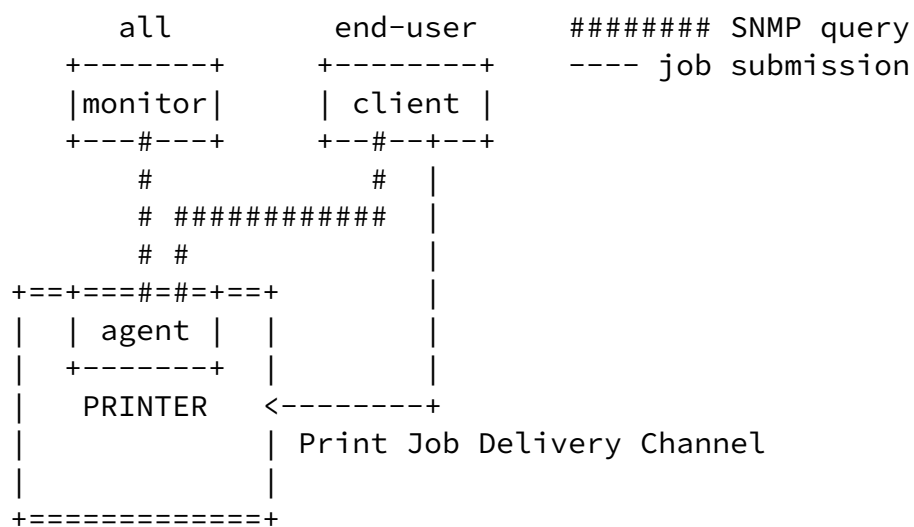 all end-user ######## SNMP query
+-------+ +--------+ ---- job submission
|monitor| | client |
+---#---+ +--#--+--+
# # |
# ############ |
# # |
+==+===#=#=+==+ |
| | agent | | |
| +-------+ | |
| PRINTER <--------+
| | Print Job Delivery Channel
| |
+=============+